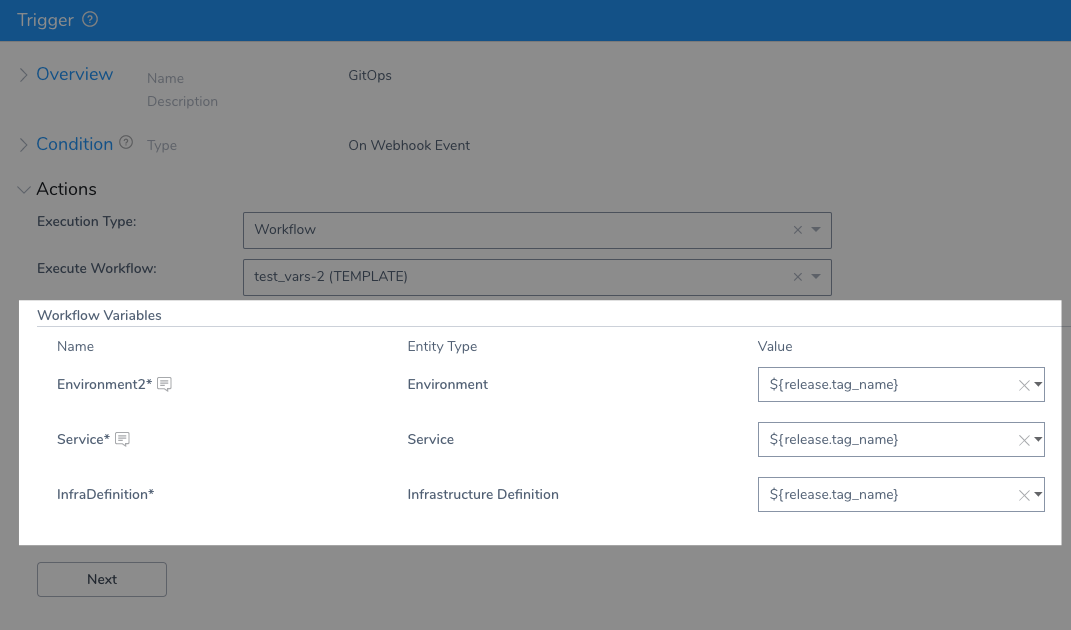 Trigger ?
Overview Name GitOps
Description
Condition ? Type On Webhook Event
Actions
Execution Type: Workflow
Execute Workflow: test_vars-2 (TEMPLATE)
Workflow Variables
Name Entity Type Value
Environment2* Environment ${release.tag_name}
Service* Service ${release.tag_name}
InfraDefinition* Infrastructure Definition ${release.tag_name}
Next